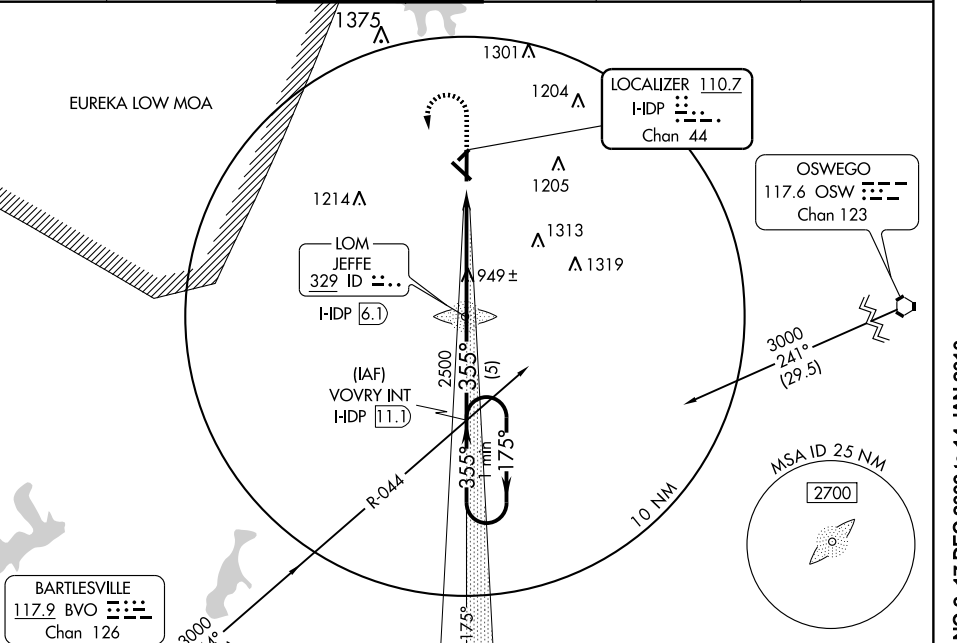 1375
1301
EUREKA LOW MOA
1204
LOCALIZER 110.7
I-IDP
Chan 44
OSWEGO
117.6 OSW
Chan 123
1214
1205
1313
1319
LOM
JEFFE
329 ID
I-IDP 6.1
949±
3000
241°
(29.5)
2500
355°
(5)
(IAF)
VOVRY INT
I-IDP 11.1
355°
1 min
175°
R-044
10 NM
MSA ID 25 NM
2700
BARTLESVILLE
117.9 BVO
Chan 126
3000
175°